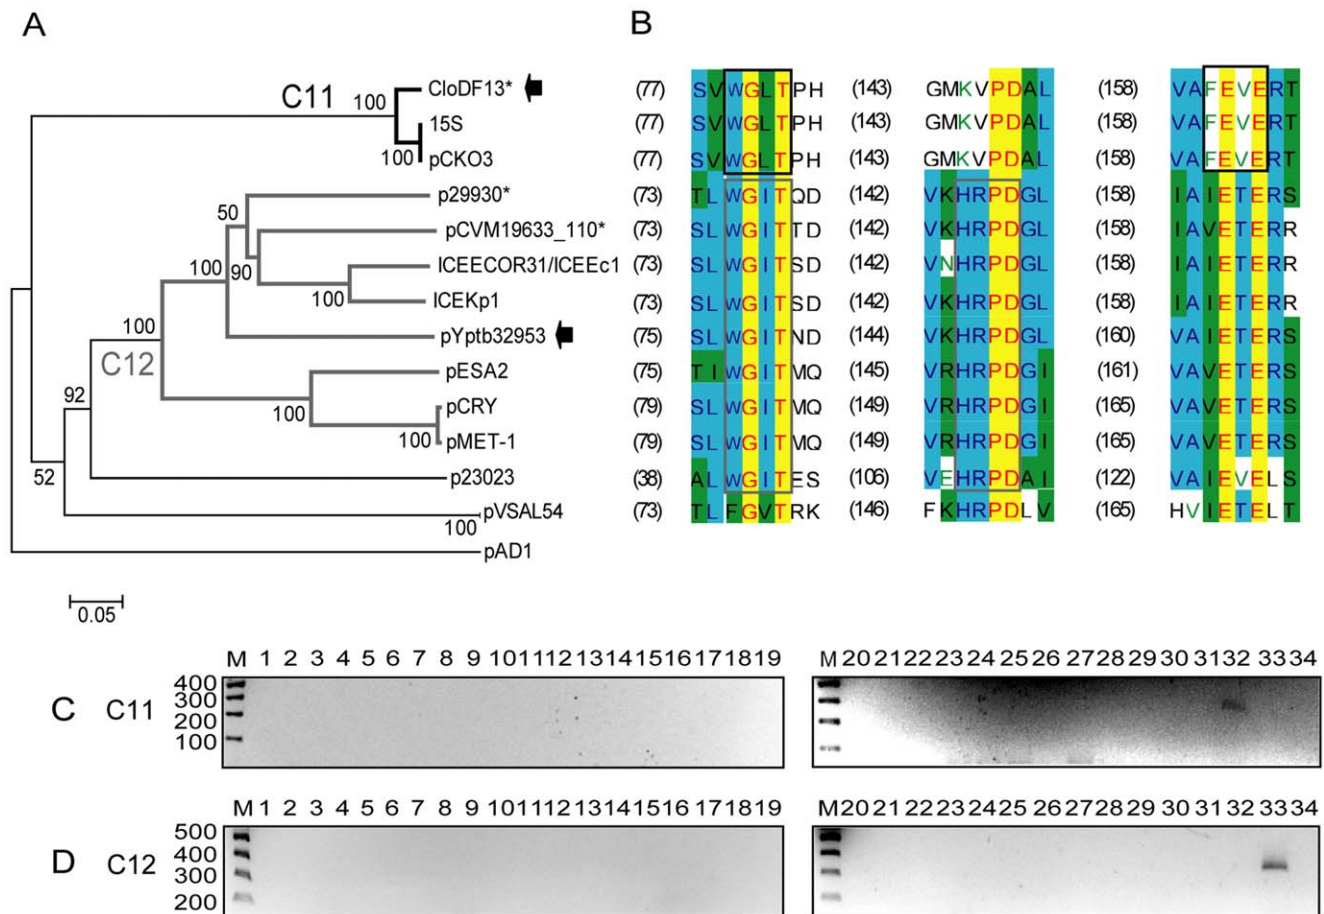 A
B
C11
100
CloDF13*
15S
100
pCKO3
p29930*
50
pCVM19633_110*
100
90
ICEECOR31/ICEEc1
100
ICEKp1
100
C12
pYptb32953
pESA2
92
100
pCRY
100
pMET-1
52
p23023
pVSAL54
100
pAD1
0.05
(77) SVWGLTPH (143) GMKVPDAL (158) VAFEVERT
(77) SVWGLTPH (143) GMKVPDAL (158) VAFEVERT
(77) SVWGLTPH (143) GMKVPDAL (158) VAFEVERT
(73) TLWGITQD (142) VKHRPDGL (158) IAIETERS
(73) SLWGITTD (142) VKHRPDGL (158) IAVETERR
(73) SLWGITSD (142) VNHRPDGL (158) IAIETERR
(73) SLWGITSD (142) VKHRPDGL (158) IAIETERR
(75) SLWGITND (144) VKHRPDGL (160) VAIETERS
(75) TIWGITMQ (145) VRHRPDGI (161) VAIETERS
(79) SLWGITMQ (149) VRHRPDGI (165) VAVETERS
(79) SLWGITMQ (149) VRHRPDGI (165) VAVETERS
(38) ALWGITES (106) VEHRPDAI (122) VAIEVELS
(73) TLFGVTRK (146) FKHRPDLV (165) HVIETELT
M 1 2 3 4 5 6 7 8 9 10 11 12 13 14 15 16 17 18 19
M 20 21 22 23 24 25 26 27 28 29 30 31 32 33 34
C C11
400
300
200
100
M 1 2 3 4 5 6 7 8 9 10 11 12 13 14 15 16 17 18 19
M 20 21 22 23 24 25 26 27 28 29 30 31 32 33 34
D C12
500
400
300
200